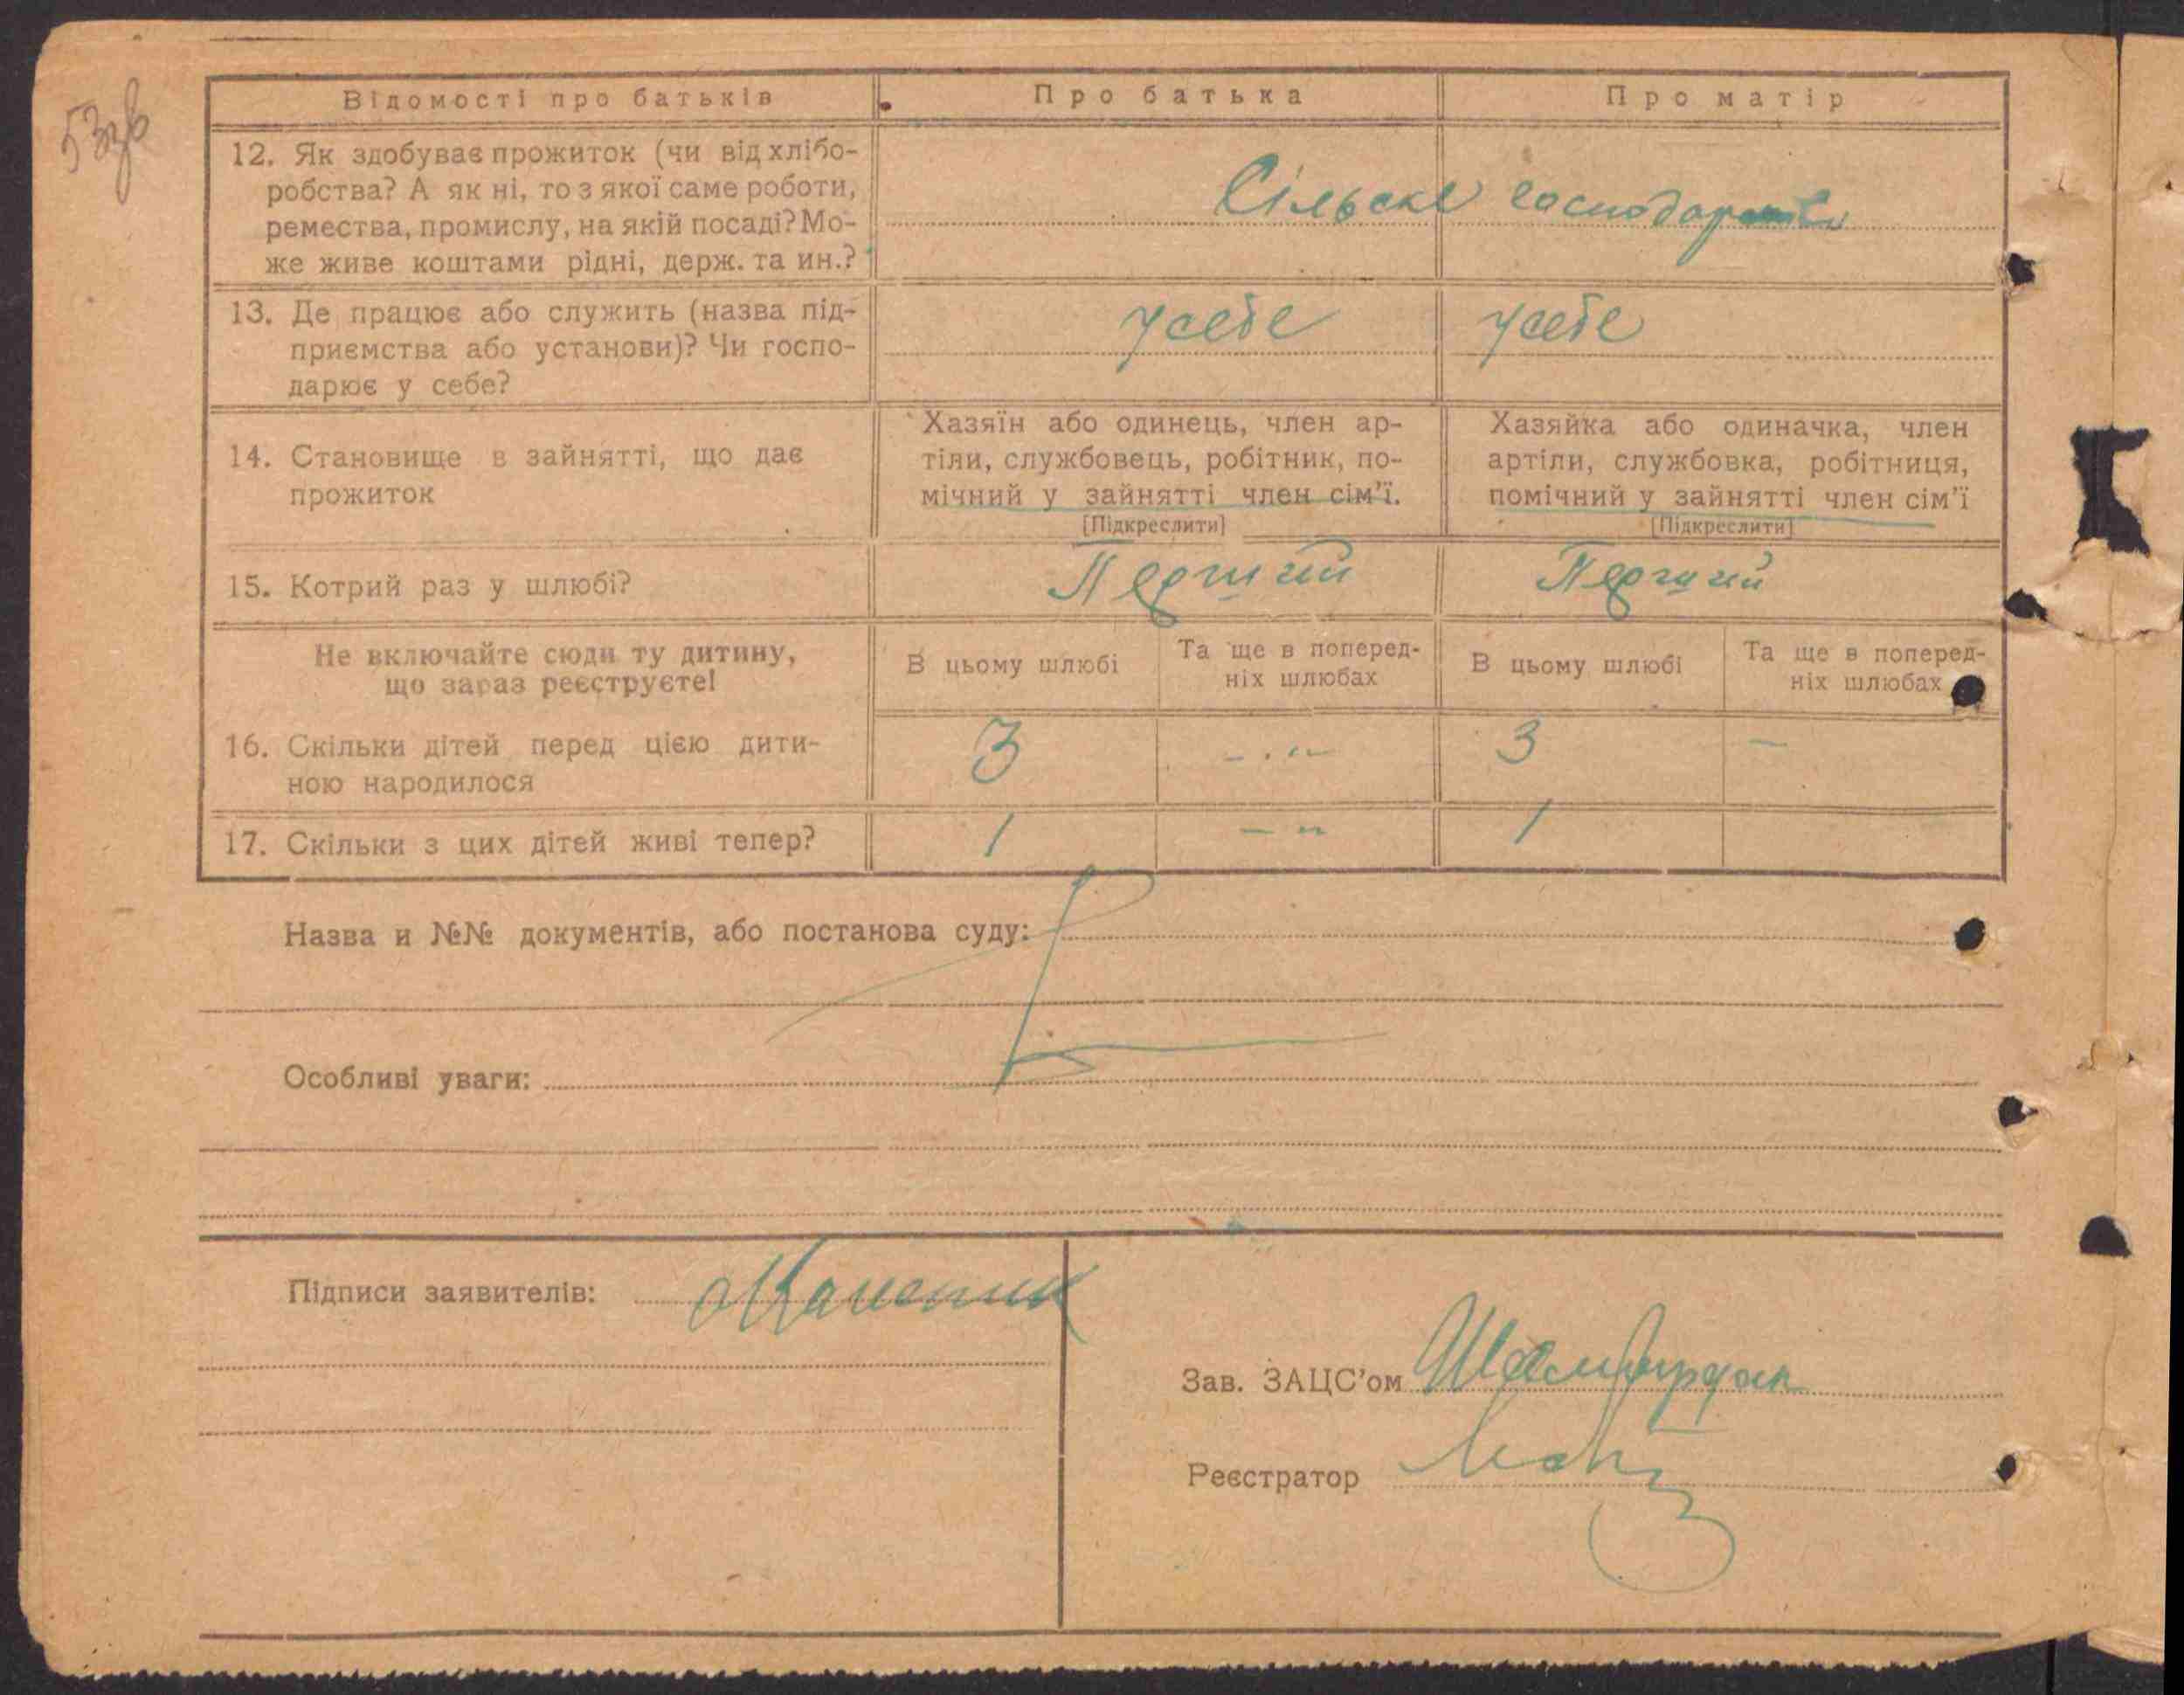 53зв
Відомості про батьків
Про батька
Про матір
12. Як здобуває прожиток (чи від хлібо-
робства? А як ні, то з якої саме роботи,
ремества, промислу, на якій посаді? Мо-
же живе коштами рідні, держ. та ин.?
Сільске господарство
13. Де працює або служить (назва під-
приємства або установи)? Чи госпо-
дарює у себе?
у себе
у себе
14. Становище в зайнятті, що дає
прожиток
Хазяїн або одинець, член ар-
тіли, службовець, робітник, по-
мічний у зайнятті член сім'ї.
[Підкреслити]
Хазяйка або одиначка, член
артіли, службовка, робітниця,
помічний у зайнятті член сім'ї
[Підкреслити]
15. Котрий раз у шлюбі?
Перший
Перший
Не включайте сюди ту дитину,
що зараз реєструєте!
В цьому шлюбі
Та ще в поперед-
ніх шлюбах
В цьому шлюбі
Та ще в поперед-
ніх шлюбах
16. Скільки дітей перед цією дити-
ною народилося
3
- . "-
3
-
17. Скільки з цих дітей живі тепер?
1
- "
1
Назва и №№ документів, або постанова суду:
Особливі уваги:
Підписи заявителів:
Зав. ЗАЦС'ом
Реєстратор